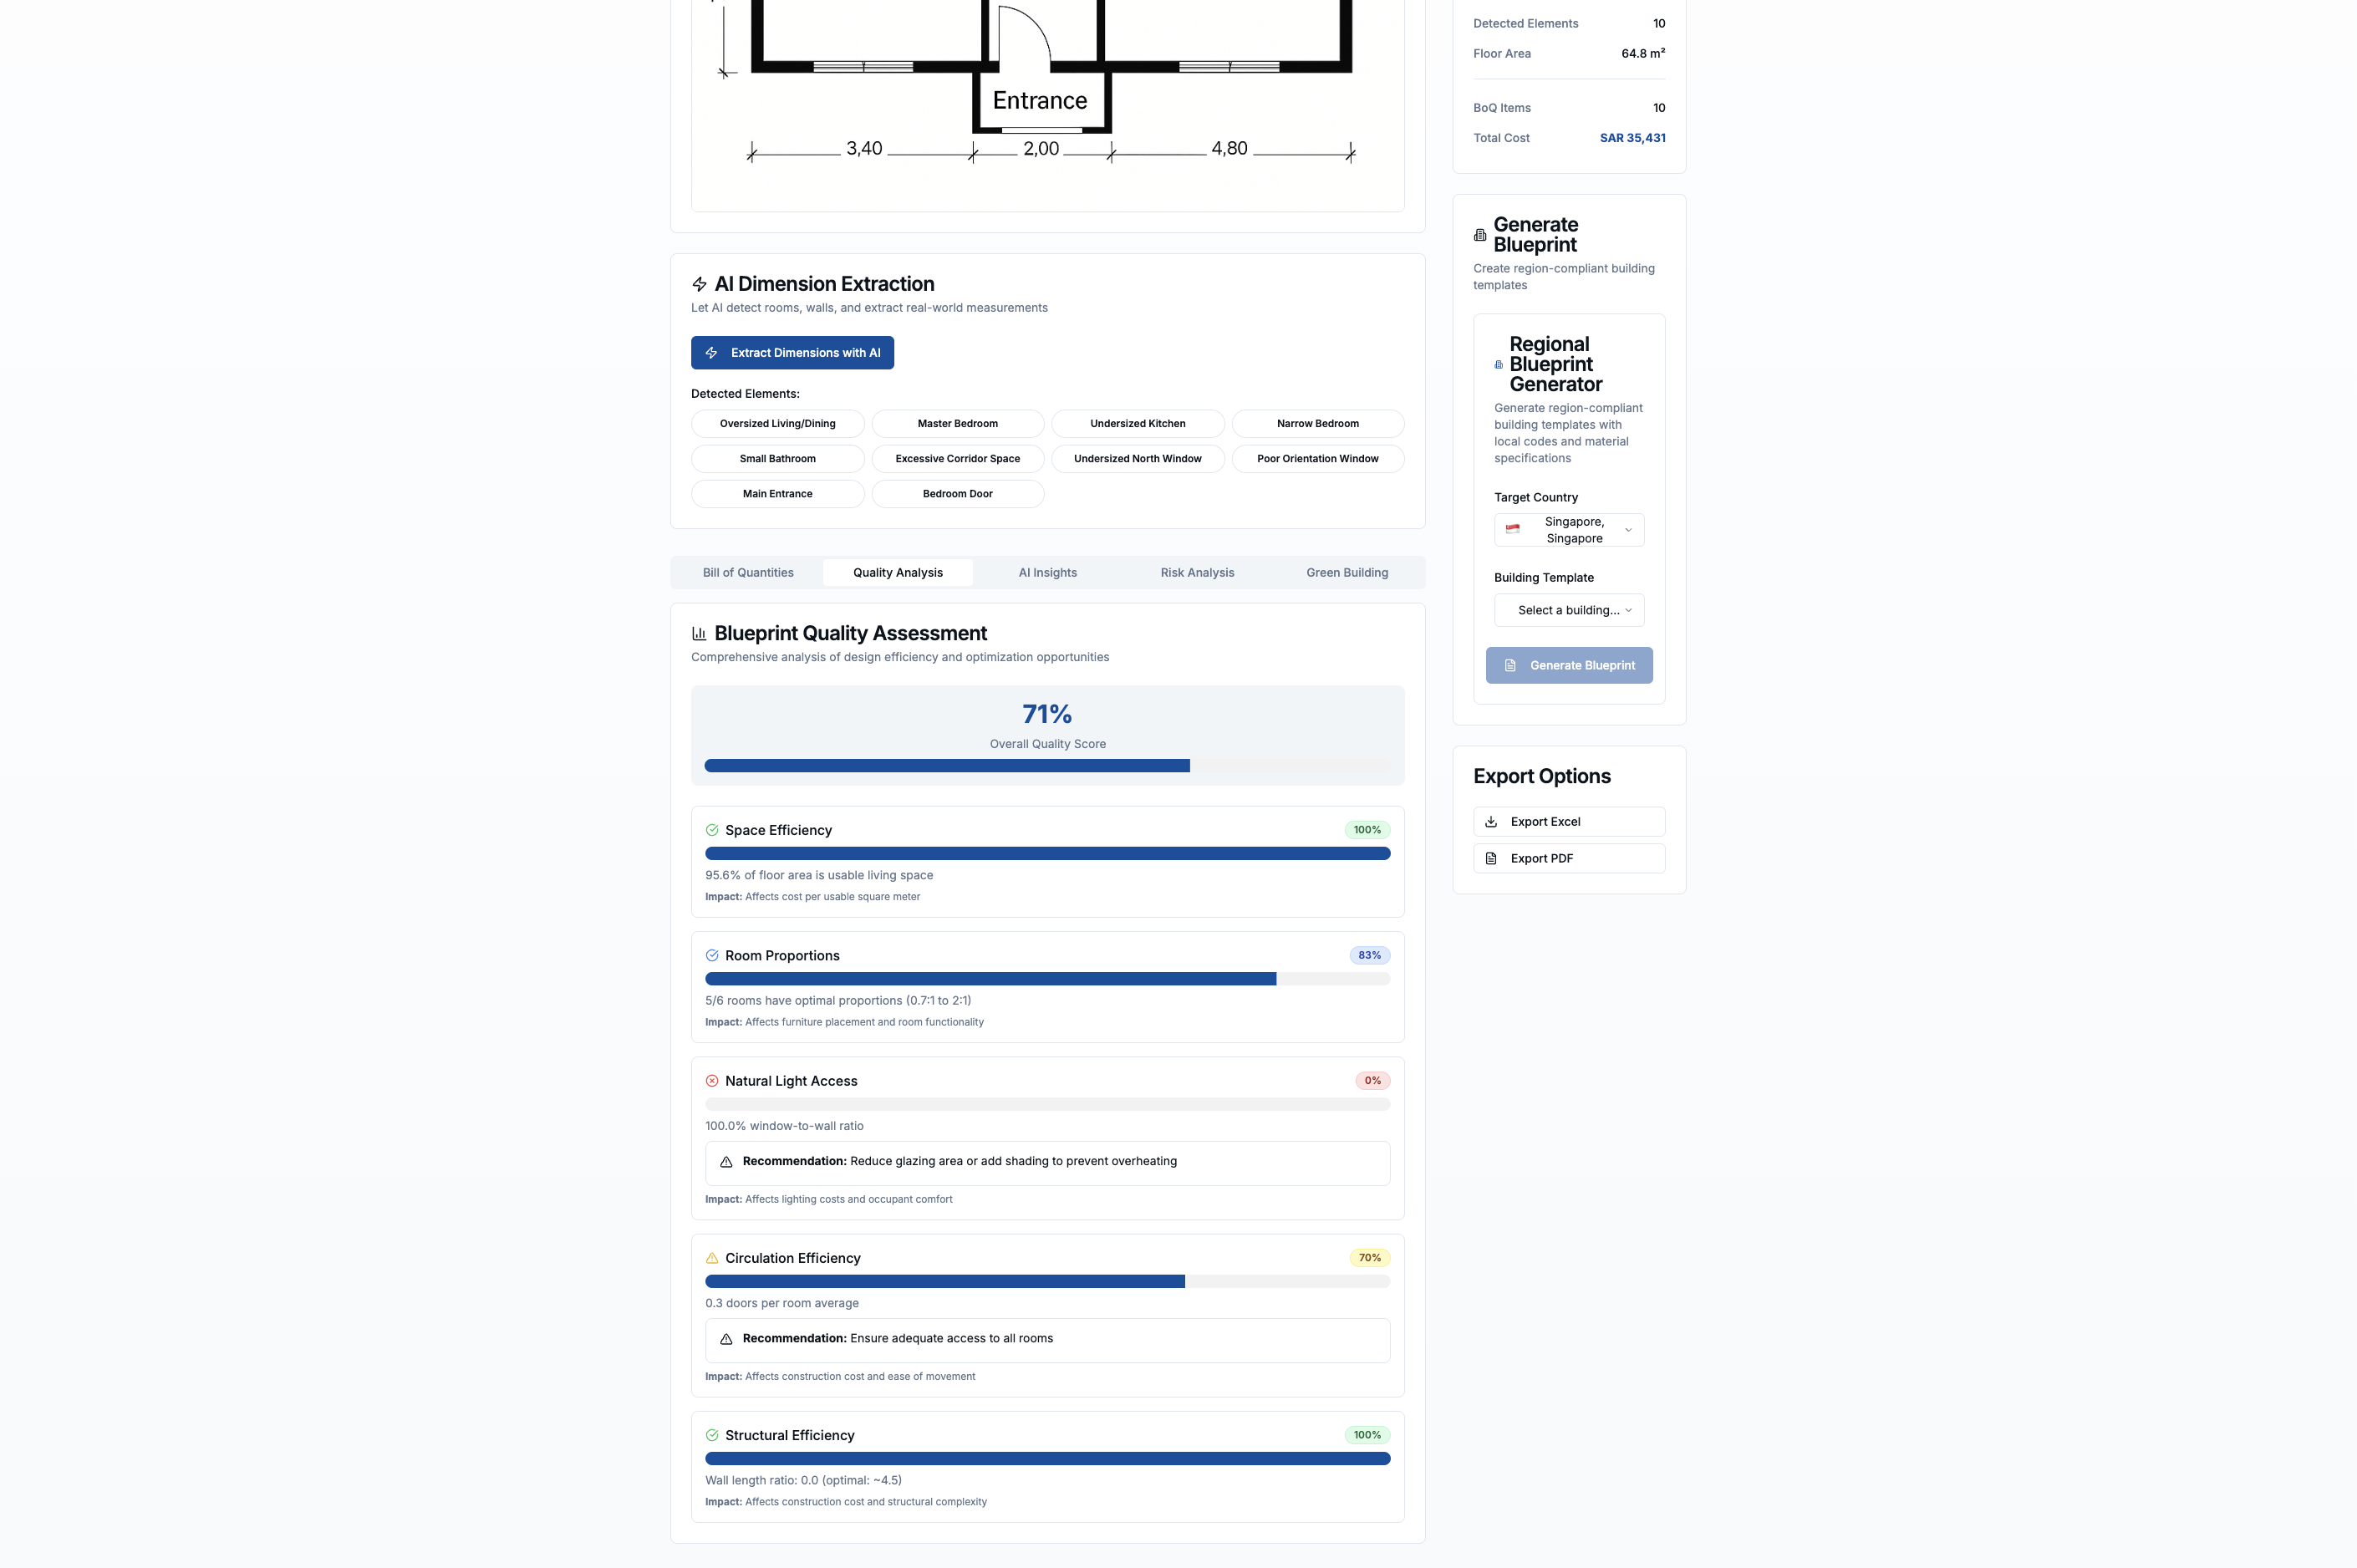 Entrance
3,40
2,00
4,80
AI Dimension Extraction
Let AI detect rooms, walls, and extract real-world measurements
Extract Dimensions with AI
Detected Elements:
Oversized Living/Dining
Master Bedroom
Undersized Kitchen
Narrow Bedroom
Small Bathroom
Excessive Corridor Space
Undersized North Window
Poor Orientation Window
Main Entrance
Bedroom Door
Bill of Quantities
Quality Analysis
AI Insights
Risk Analysis
Green Building
Blueprint Quality Assessment
Comprehensive analysis of design efficiency and optimization opportunities
71%
Overall Quality Score
Space Efficiency
100%
95.6% of floor area is usable living space
Impact: Affects cost per usable square meter
Room Proportions
83%
5/6 rooms have optimal proportions (0.7:1 to 2:1)
Impact: Affects furniture placement and room functionality
Natural Light Access
0%
100.0% window-to-wall ratio
Recommendation: Reduce glazing area or add shading to prevent overheating
Impact: Affects lighting costs and occupant comfort
Circulation Efficiency
70%
0.3 doors per room average
Recommendation: Ensure adequate access to all rooms
Impact: Affects construction cost and ease of movement
Structural Efficiency
100%
Wall length ratio: 0.0 (optimal: ~4.5)
Impact: Affects construction cost and structural complexity
Detected Elements
10
Floor Area
64.8 m²
BoQ Items
10
Total Cost
SAR 35,431
Generate
Blueprint
Create region-compliant building
templates
Regional
Blueprint
Generator
Generate region-compliant
building templates with
local codes and material
specifications
Target Country
Singapore,
Singapore
Building Template
Select a building...
Generate Blueprint
Export Options
Export Excel
Export PDF